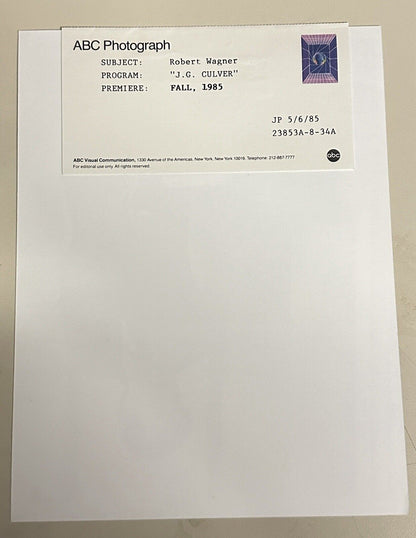 ABC Photograph
SUBJECT: Robert Wagner
PROGRAM: "J.G. CULVER"
PREMIERE: FALL, 1985
JP 5/6/85
23853A-8-34A
ABC Visual Communication, 1330 Avenue of the Americas, New York, New York 10019. Telephone: 212-887-7777
For editorial use only. All rights reserved.
abc